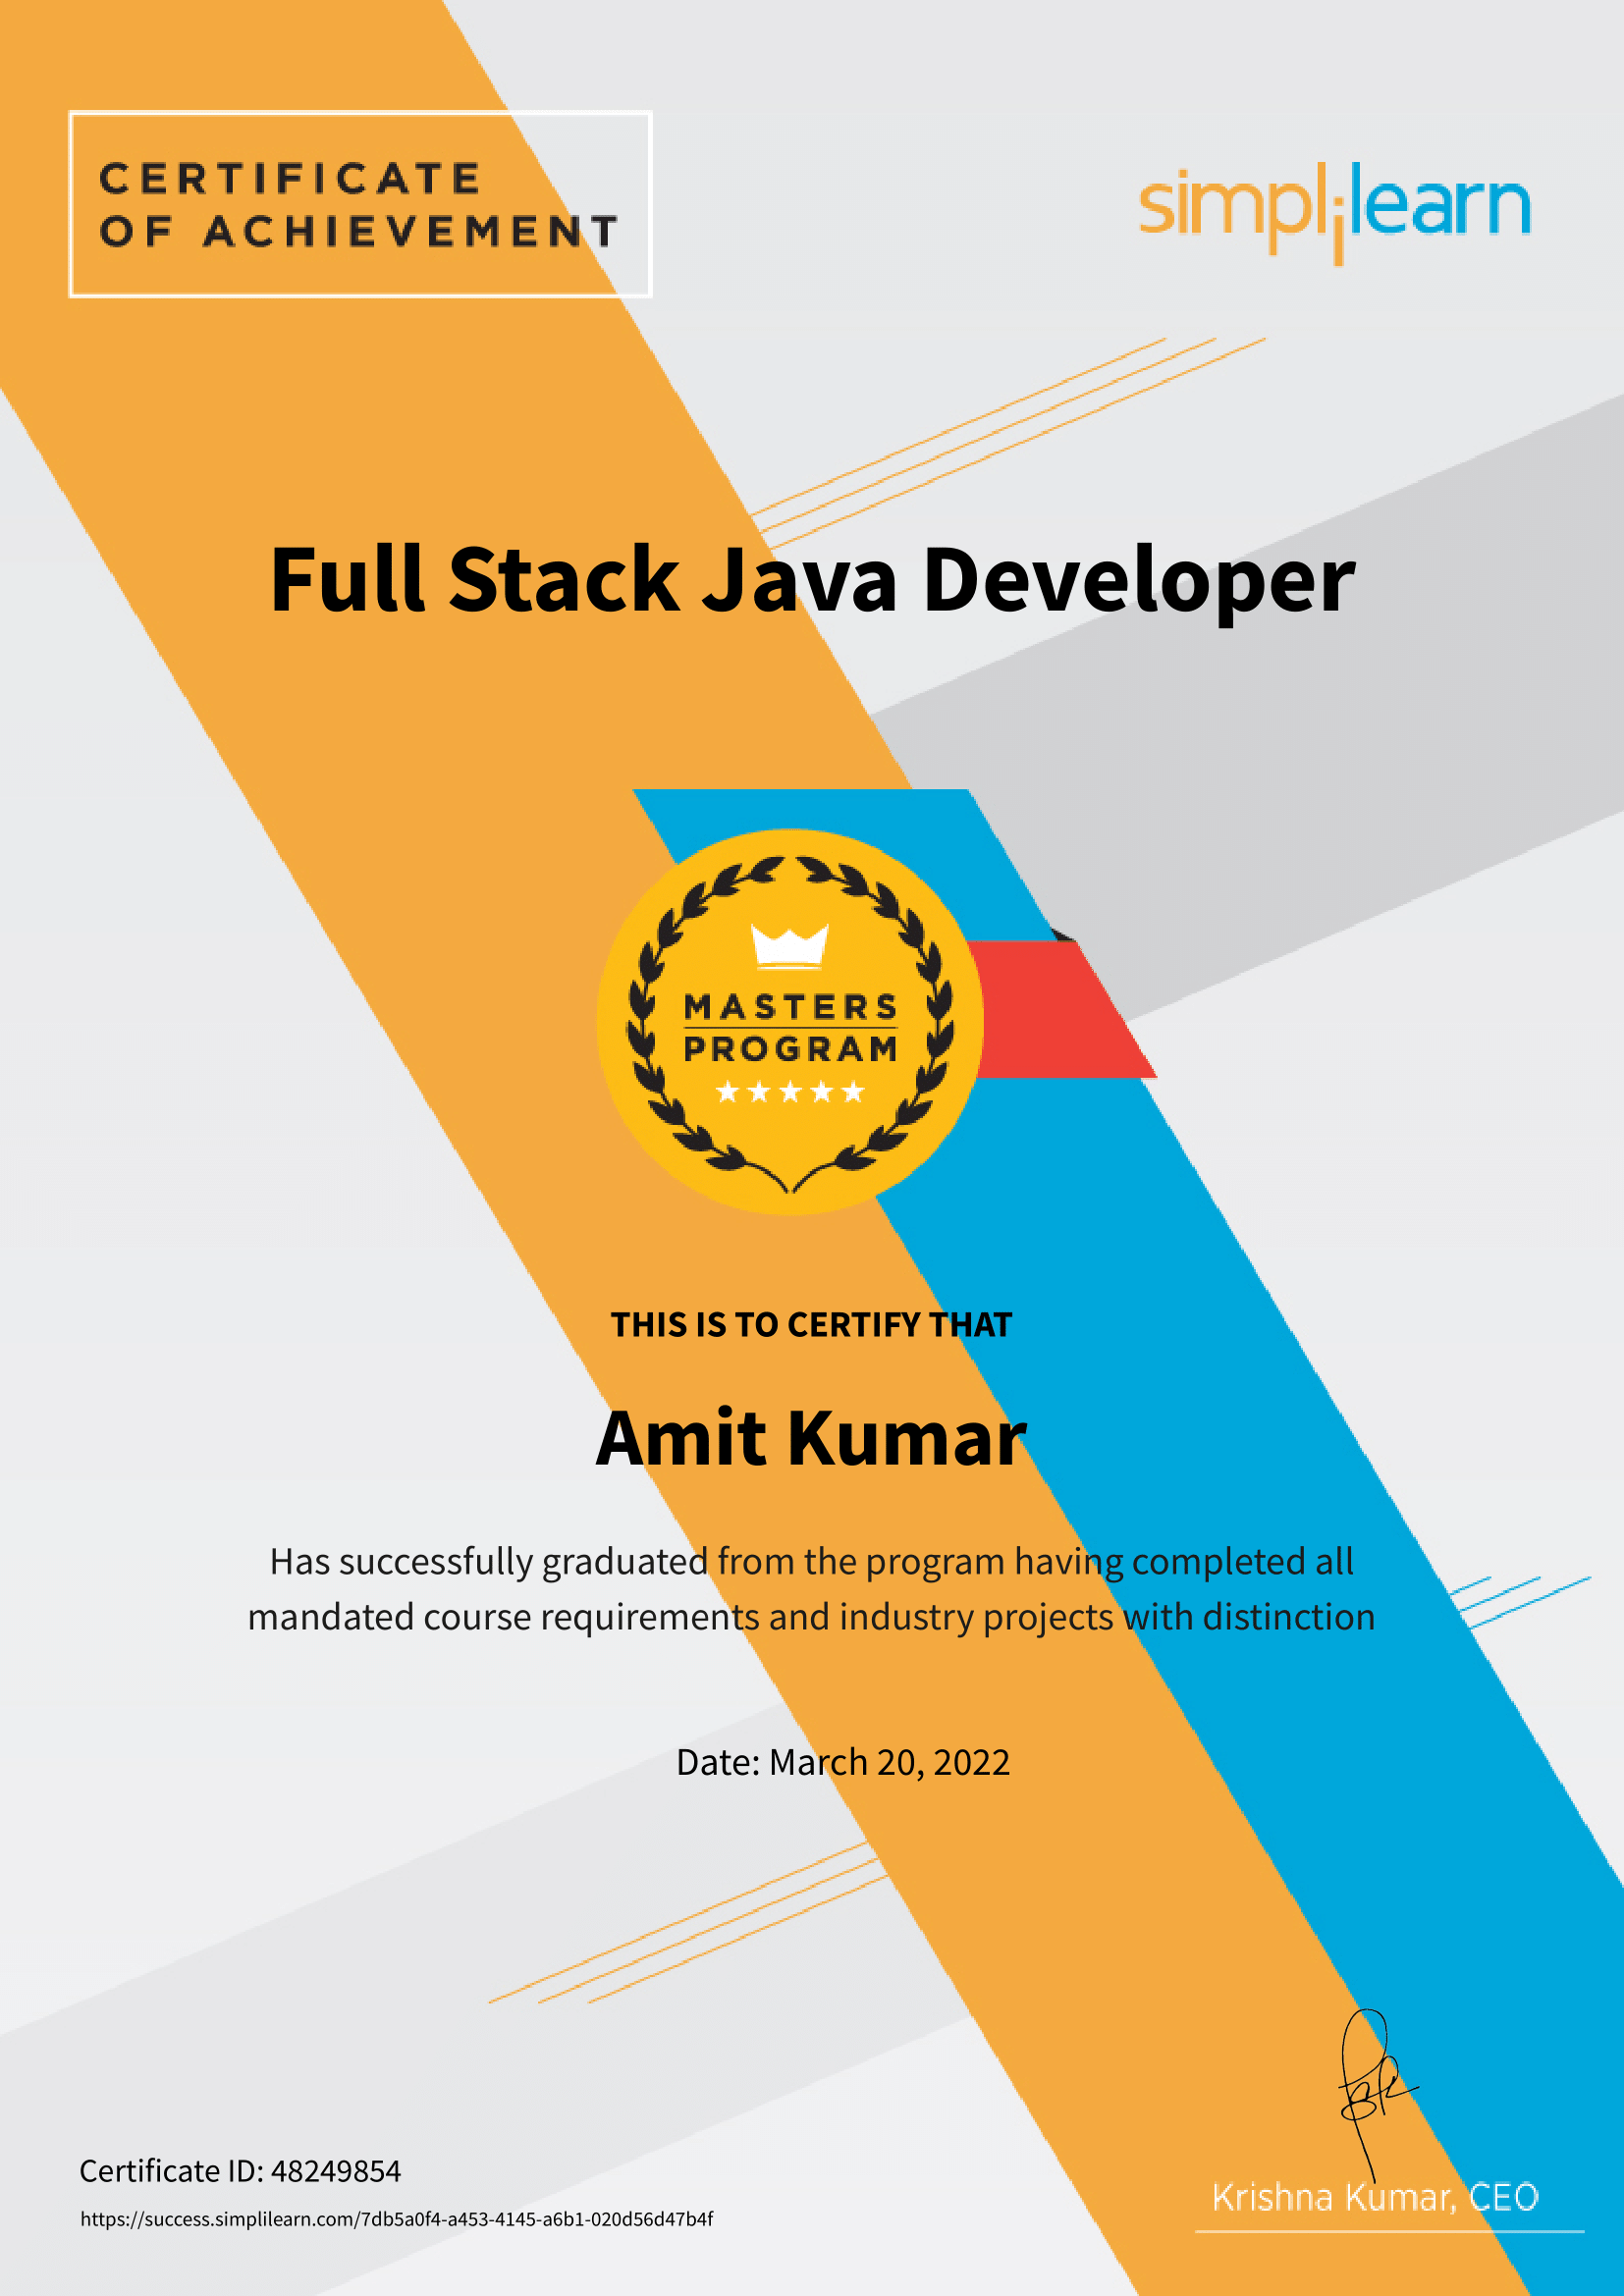 CERTIFICATE
OF ACHIEVEMENT
simplilearn
Full Stack Java Developer
MASTERS
PROGRAM
THIS IS TO CERTIFY THAT
Amit Kumar
Has successfully graduated from the program having completed all
mandated course requirements and industry projects with distinction
Date: March 20, 2022
Certificate ID: 48249854
https://success.simplilearn.com/7db5a0f4-a453-4145-a6b1-020d56d47b4f
Krishna Kumar, CEO